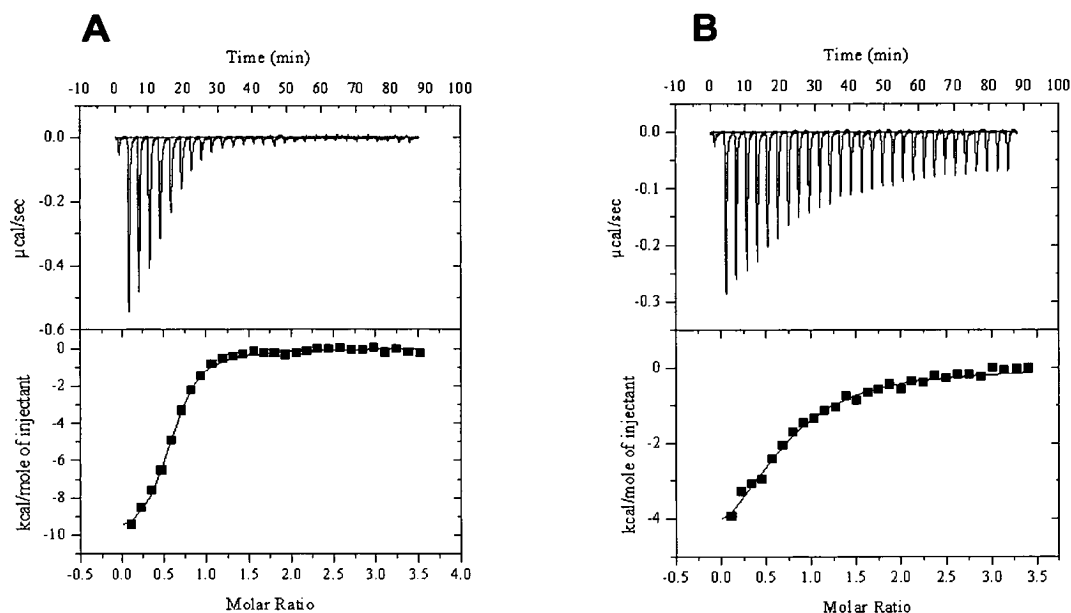 A
Time (min)
-10 0 10 20 30 40 50 60 70 80 90 100
0.0
-0.2
-0.4
-0.6
µcal/sec
0
-2
-4
-6
-8
-10
kcal/mole of injectant
-0.5 0.0 0.5 1.0 1.5 2.0 2.5 3.0 3.5 4.0
Molar Ratio
B
Time (min)
-10 0 10 20 30 40 50 60 70 80 90 100
0.0
-0.1
-0.2
-0.3
µcal/sec
0
-2
-4
kcal/mole of injectant
-0.5 0.0 0.5 1.0 1.5 2.0 2.5 3.0 3.5
Molar Ratio